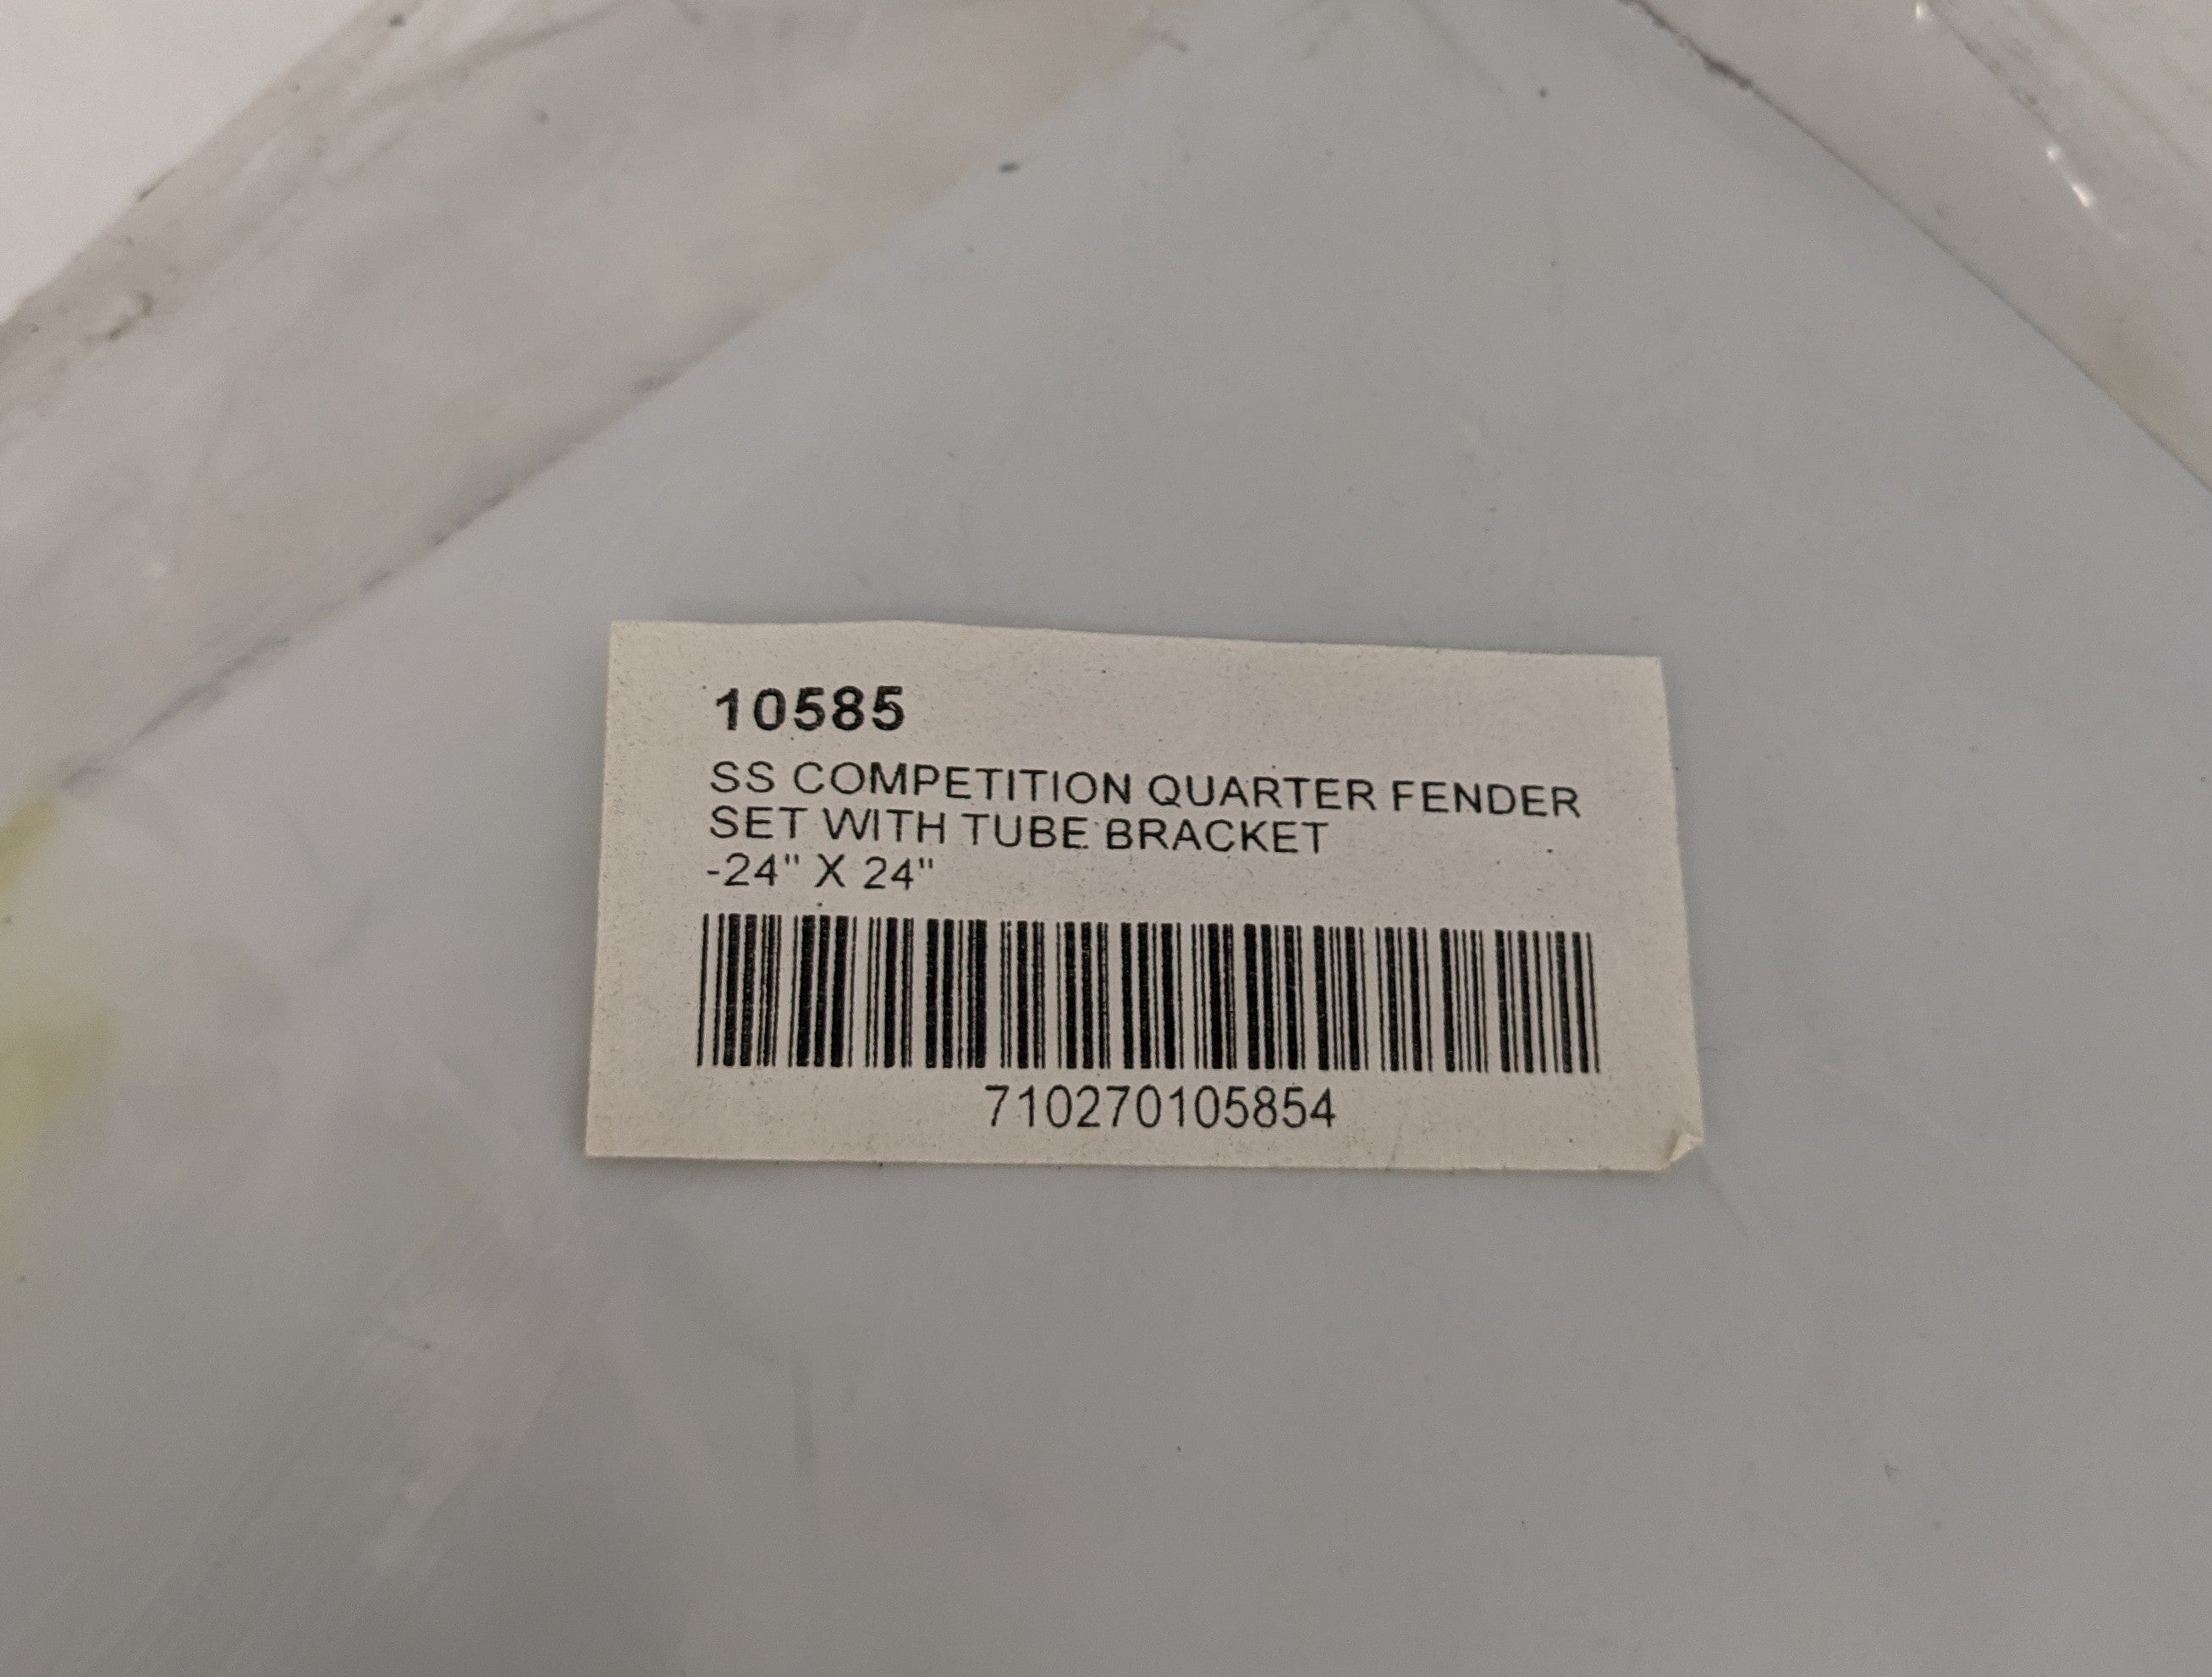 10585
SS COMPETITION QUARTER FENDER
SET WITH TUBE BRACKET
-24" X 24"
710270105854